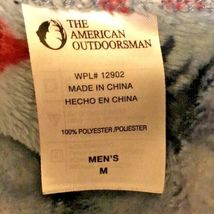 THE
AMERICAN
OUTDOORSMAN
WPL# 12902
MADE IN CHINA
HECHO EN CHINA
100% POLYESTER /POLIESTER
MEN'S
M